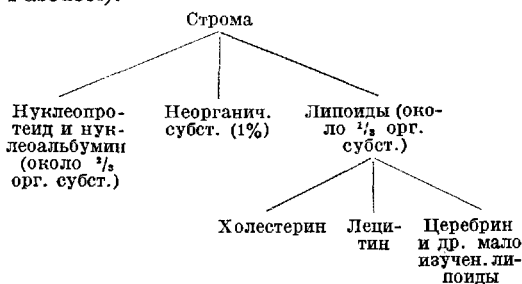 Строма
Нуклеопро-
теид и нук-
леоальбумин
(около ²/₃
орг. субст.)
Неорганич.
субст. (1%)
Липоиды (око-
ло ¹/₃ орг.
субст.)
Холестерин
Леци-
тин
Церебрин
и др. мало
изучен. ли-
поиды